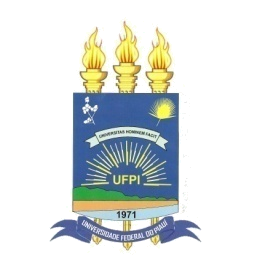 UNIVERSITAS HOMINEM FACIT
UFPI
1971
UNIVERSIDADE FEDERAL DO PIAUÍ